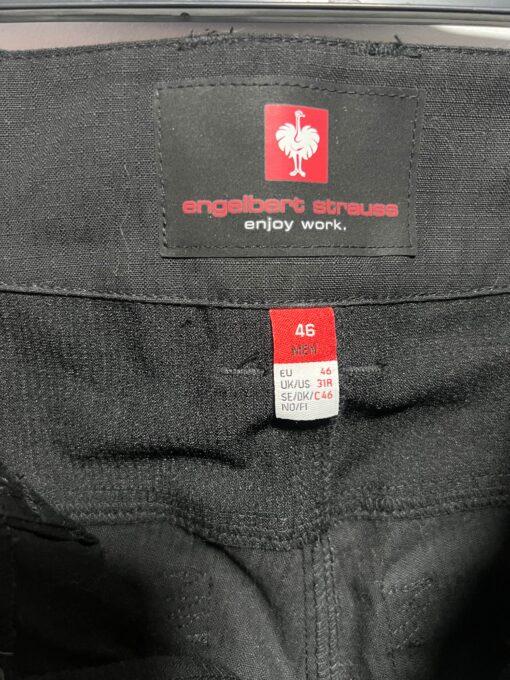 engelbert strauss
enjoy work.
46
MEN
EU 46
UK/US 31R
SE/DK/ C46
NO/FI